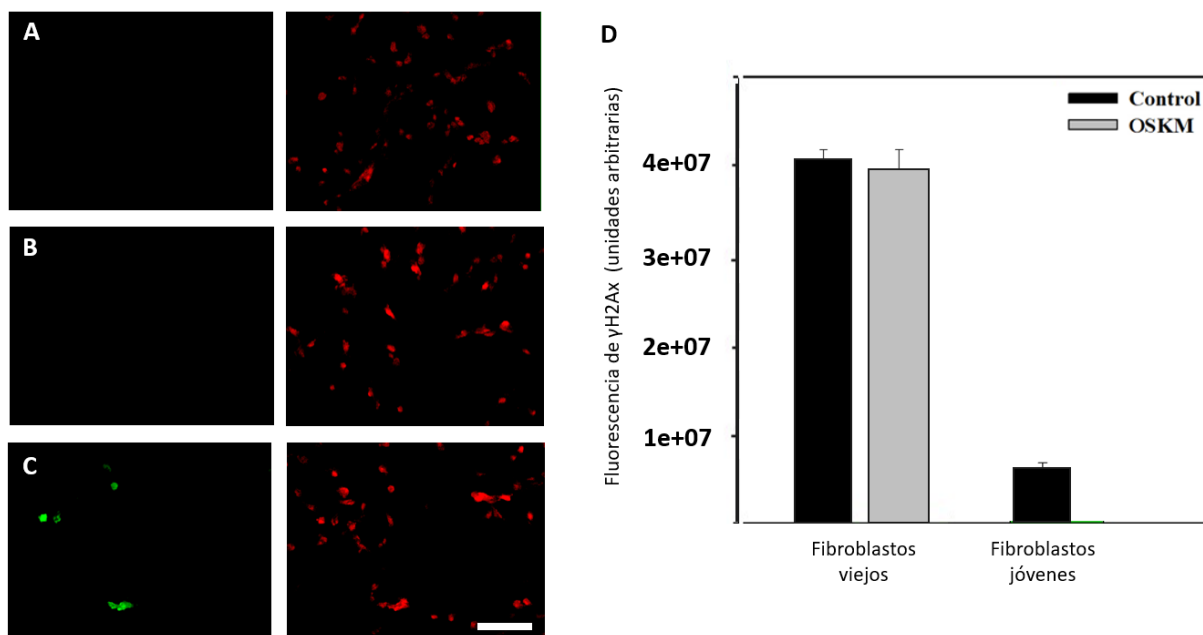 A
B
C
D
Fluorescencia de γH2Ax (unidades arbitrarias)
4e+07
3e+07
2e+07
1e+07
Control
OSKM
Fibroblastos
viejos
Fibroblastos
jóvenes